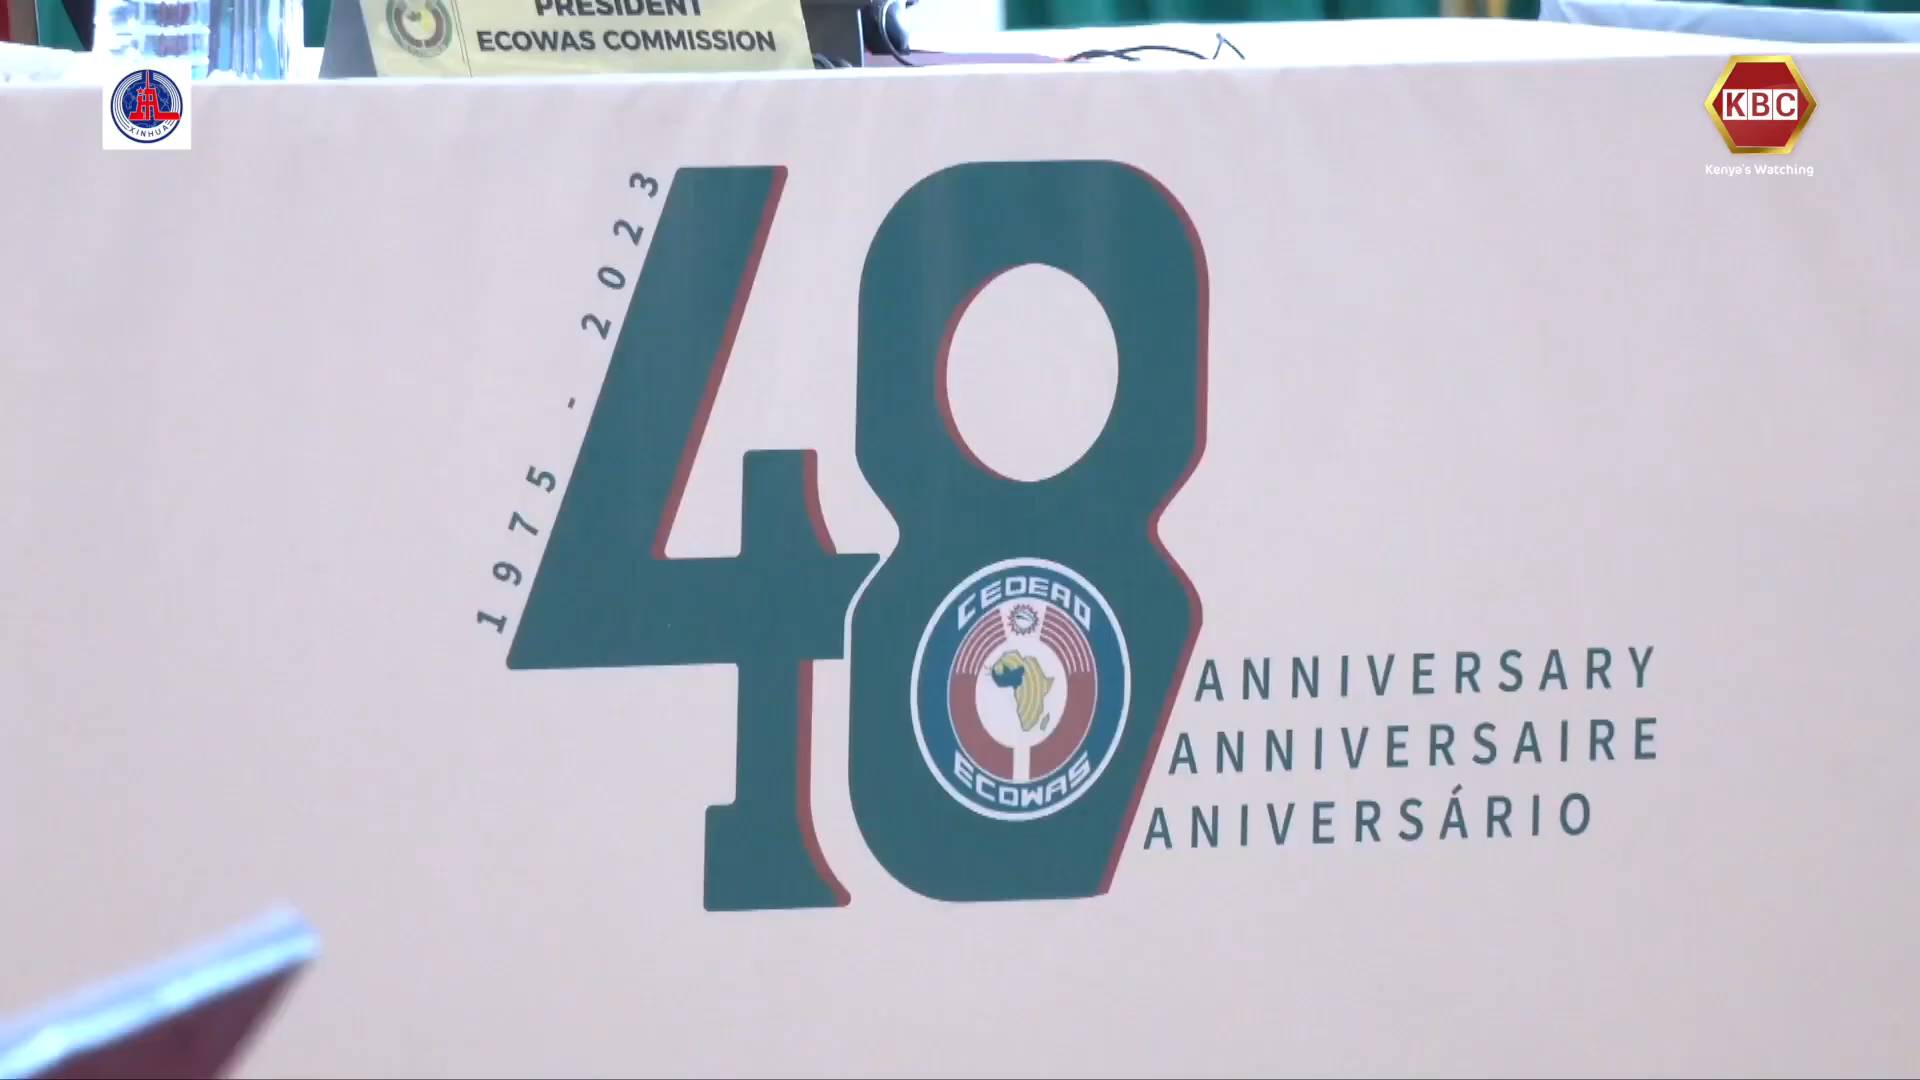 PRESIDENT
ECOWAS COMMISSION
XINHUA
KBC
Kenya's Watching
1975 - 2023
48
CEDEAO
ECOWAS
ANNIVERSARY
ANNIVERSAIRE
ANIVERSÁRIO